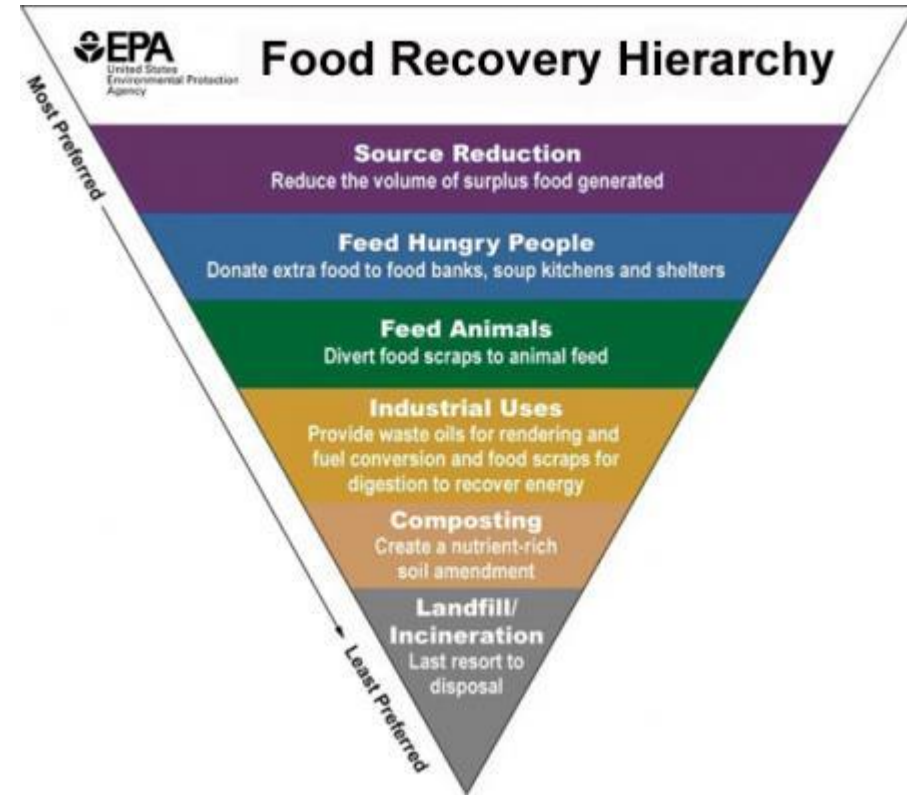 EPA
United States
Environmental Protection
Agency
Food Recovery Hierarchy
Most Preferred
Source Reduction
Reduce the volume of surplus food generated
Feed Hungry People
Donate extra food to food banks, soup kitchens and shelters
Feed Animals
Divert food scraps to animal feed
Industrial Uses
Provide waste oils for rendering and
fuel conversion and food scraps for
digestion to recover energy
Composting
Create a nutrient-rich
soil amendment
Landfill/
Incineration
Last resort to
disposal
Least Preferred